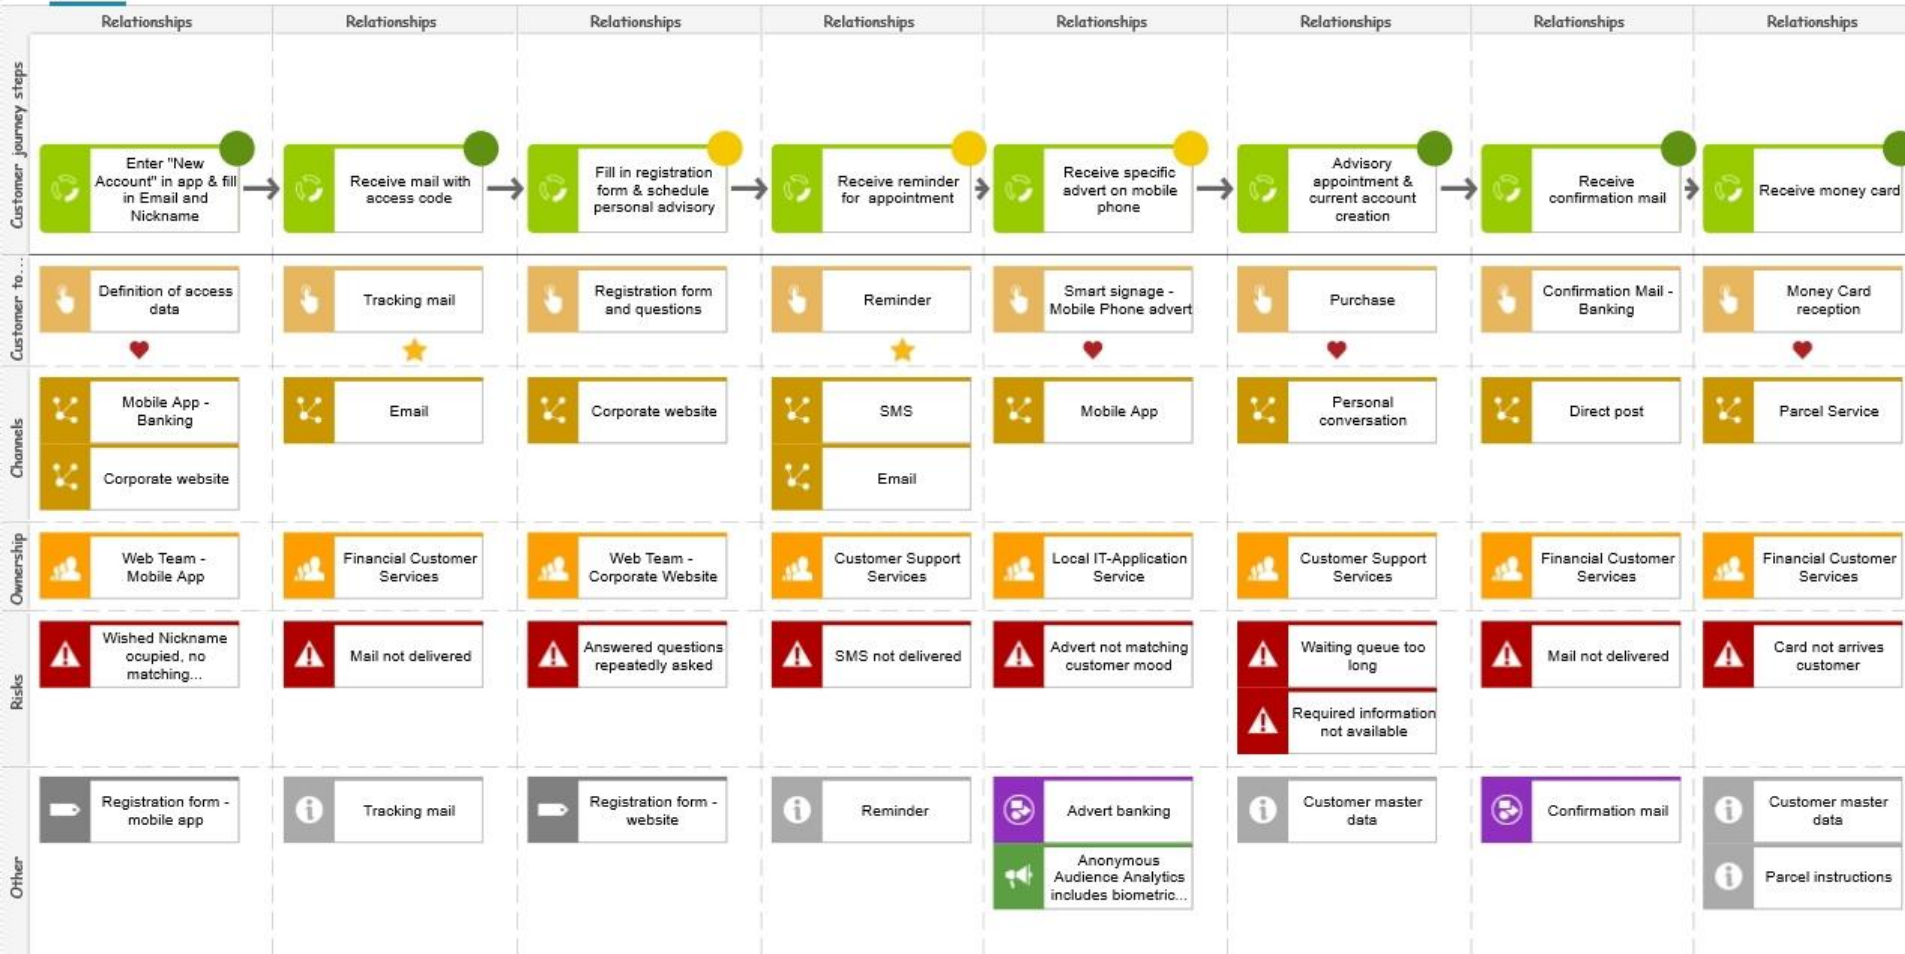 Relationships
Relationships
Relationships
Relationships
Relationships
Relationships
Relationships
Relationships
Customer journey steps
Enter "New
Account" in app & fill
in Email and
Nickname
Receive mail with
access code
Fill in registration
form & schedule
personal advisory
Receive reminder
for appointment
Receive specific
advert on mobile
phone
Advisory
appointment &
current account
creation
Receive
confirmation mail
Receive money card
Customer to...
Definition of access
data
Tracking mail
Registration form
and questions
Reminder
Smart signage -
Mobile Phone advert
Purchase
Confirmation Mail -
Banking
Money Card
reception
Channels
Mobile App -
Banking
Email
Corporate website
SMS
Mobile App
Personal
conversation
Direct post
Parcel Service
Corporate website
Email
Ownership
Web Team -
Mobile App
Financial Customer
Services
Web Team -
Corporate Website
Customer Support
Services
Local IT-Application
Service
Customer Support
Services
Financial Customer
Services
Financial Customer
Services
Risks
Wished Nickname
ocupied, no
matching...
Mail not delivered
Answered questions
repeatedly asked
SMS not delivered
Advert not matching
customer mood
Waiting queue too
long
Mail not delivered
Card not arrives
customer
Required information
not available
Other
Registration form -
mobile app
Tracking mail
Registration form -
website
Reminder
Advert banking
Customer master
data
Confirmation mail
Customer master
data
Anonymous
Audience Analytics
includes biometric...
Parcel instructions